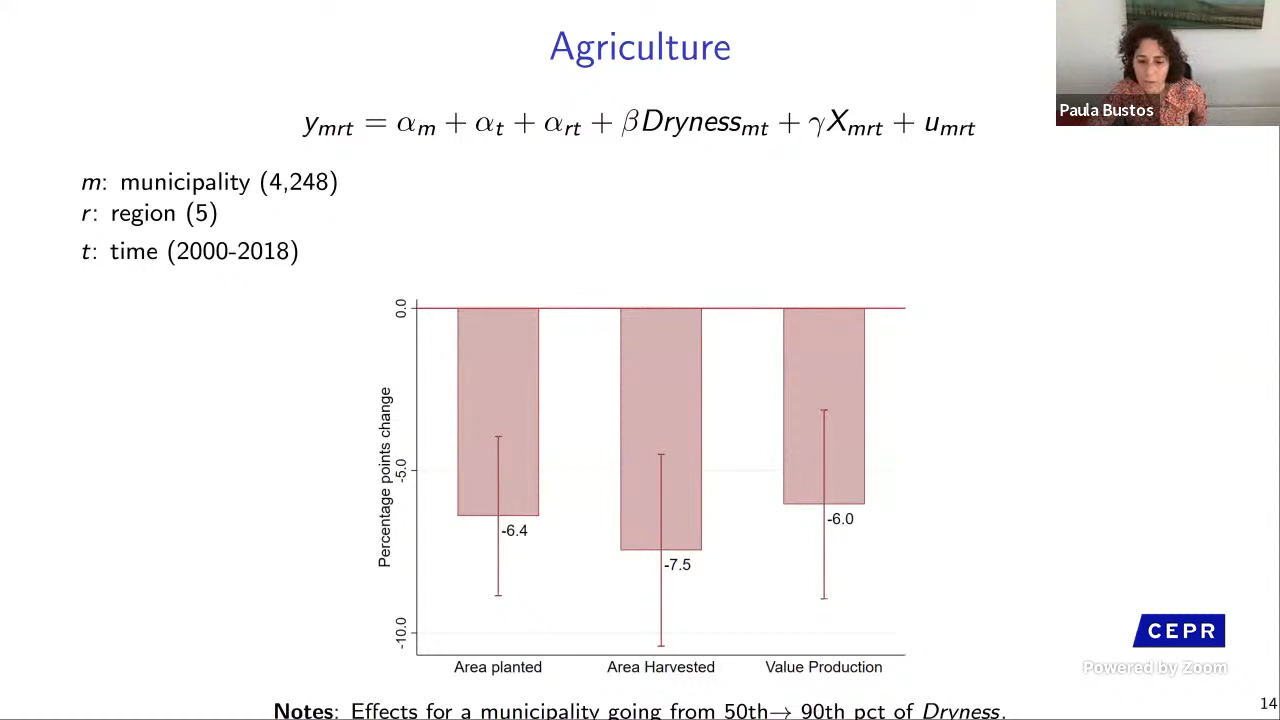 Agriculture
Paula Bustos
y_mrt = α_m + α_t + α_rt + βDryness_mt + γX_mrt + u_mrt
m: municipality (4,248)
r: region (5)
t: time (2000-2018)
Percentage points change
0.0
-5.0
-10.0
-6.4
-7.5
-6.0
Area planted
Area Harvested
Value Production
CEPR
Powered by Zoom
14
Notes: Effects for a municipality going from 50th→ 90th pct of Dryness.